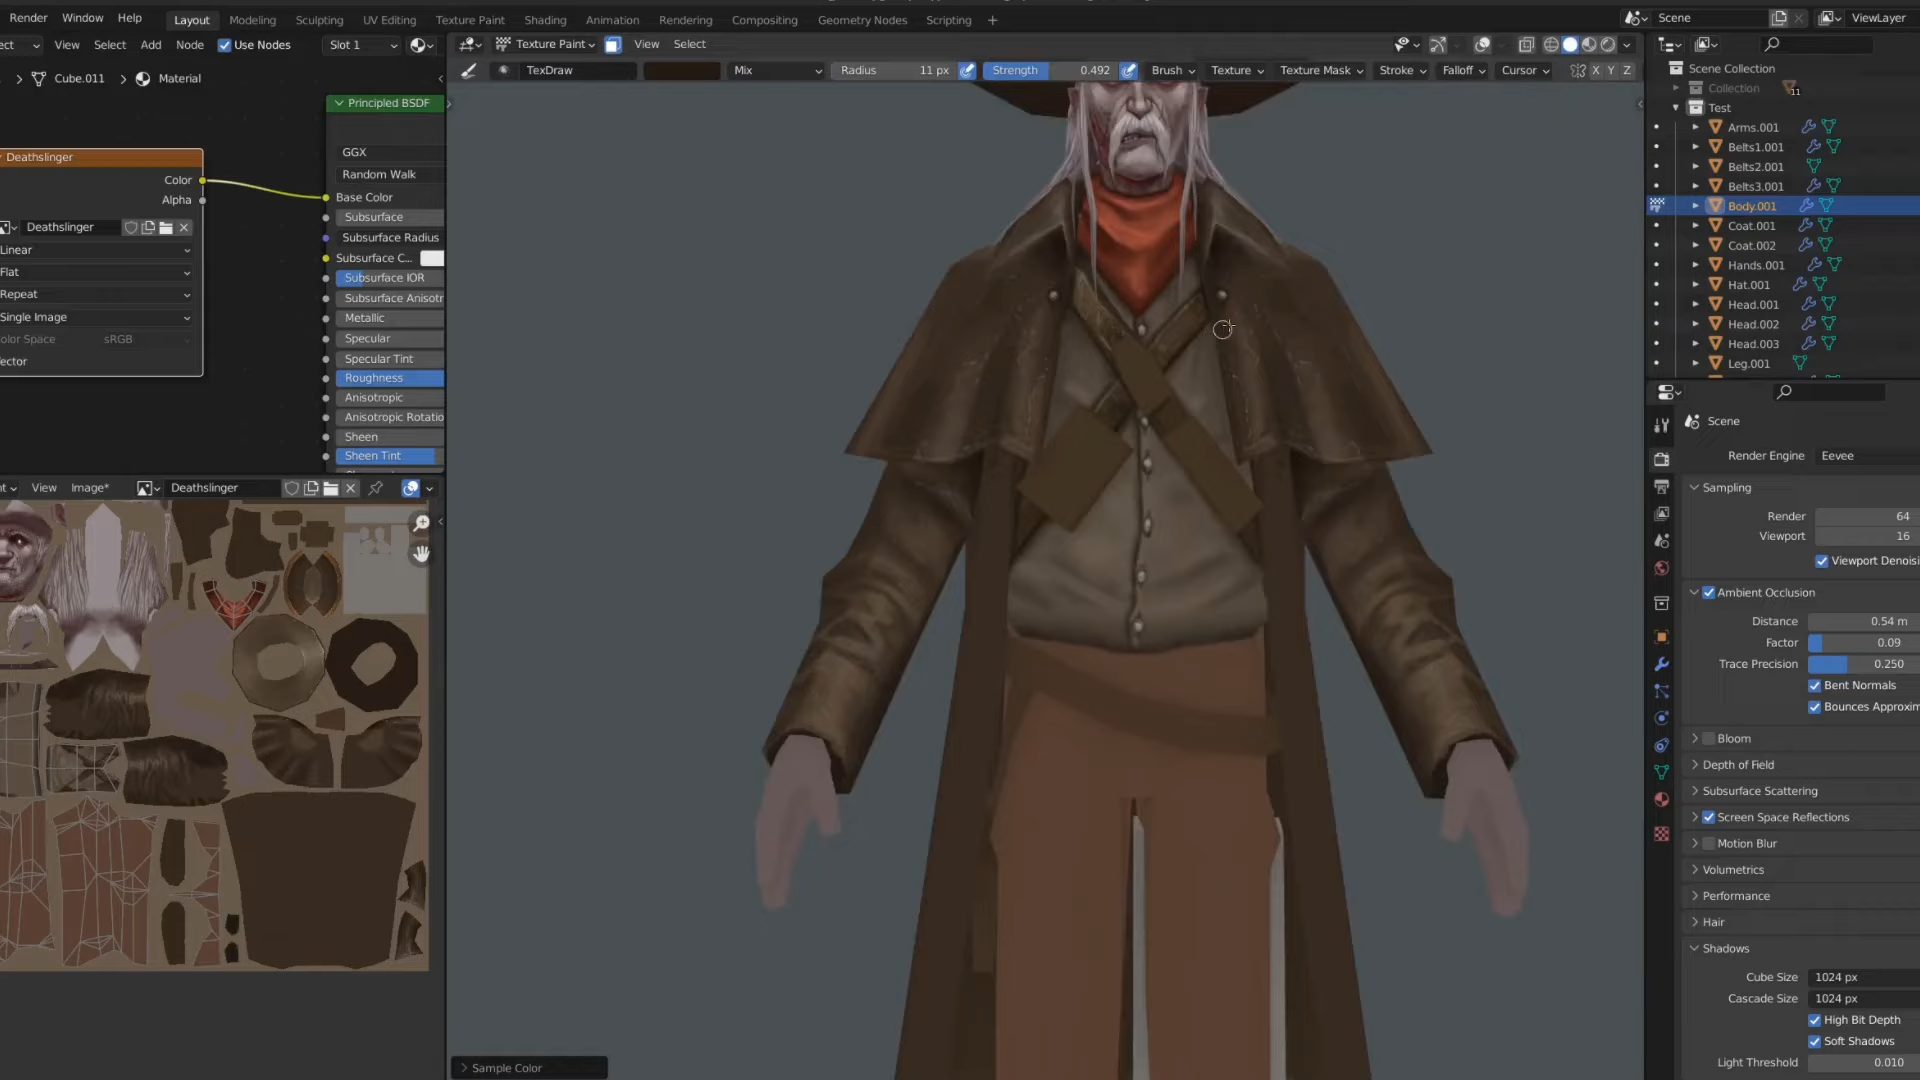 Render Window Help Layout Modeling Sculpting UV Editing Texture Paint Shading Animation Rendering Compositing Geometry Nodes Scripting + Scene ViewLayer
View Select Add Node Use Nodes Slot 1 Texture Paint View Select
TexDraw Mix Radius 11 px Strength 0.492 Brush Texture Texture Mask Stroke Falloff Cursor X Y Z
Cube.011 > Material
Principled BSDF
GGX
Random Walk
Deathslinger
Color
Alpha
Deathslinger
Linear
Flat
Repeat
Single Image
sRGB
Base Color
Subsurface
Subsurface Radius
Subsurface C...
Subsurface IOR
Subsurface Anisotr
Metallic
Specular
Specular Tint
Roughness
Anisotropic
Anisotropic Rotatio
Sheen
Sheen Tint
View Image* Deathslinger
Sample Color
Scene Collection
Collection 11
Test
Arms.001
Belts1.001
Belts2.001
Belts3.001
Body.001
Coat.001
Coat.002
Hands.001
Hat.001
Head.001
Head.002
Head.003
Leg.001
Scene
Render Engine Eevee
Sampling
Render 64
Viewport 16
Viewport Denoisi
Ambient Occlusion
Distance 0.54 m
Factor 0.09
Trace Precision 0.250
Bent Normals
Bounces Approxim
Bloom
Depth of Field
Subsurface Scattering
Screen Space Reflections
Motion Blur
Volumetrics
Performance
Hair
Shadows
Cube Size 1024 px
Cascade Size 1024 px
High Bit Depth
Soft Shadows
Light Threshold 0.010